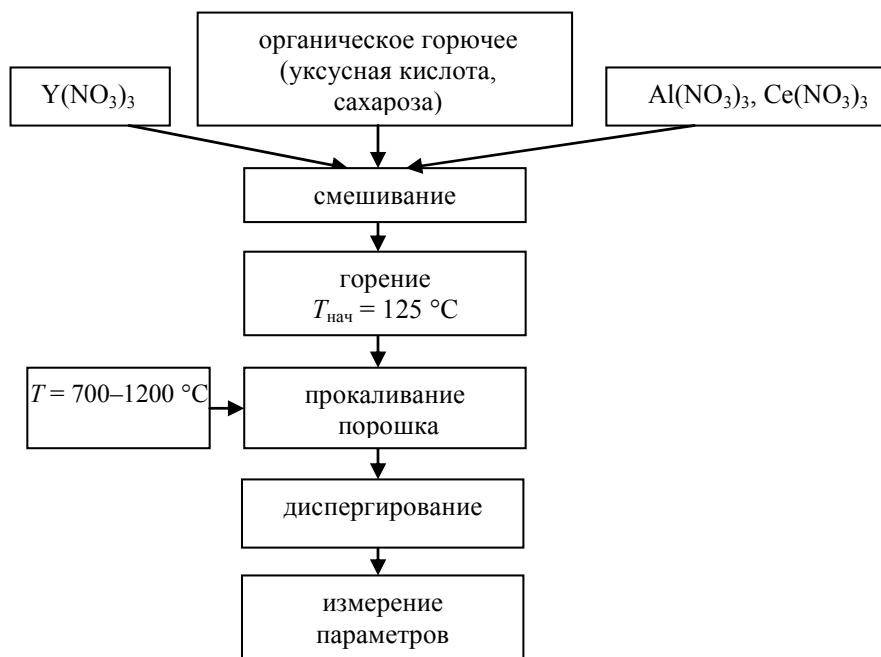 органическое горючее
(уксусная кислота,
сахароза)
Y(NO₃)₃
Al(NO₃)₃, Ce(NO₃)₃
смешивание
горение
Tнач = 125 °C
T = 700–1200 °C
прокаливание
порошка
диспергирование
измерение
параметров